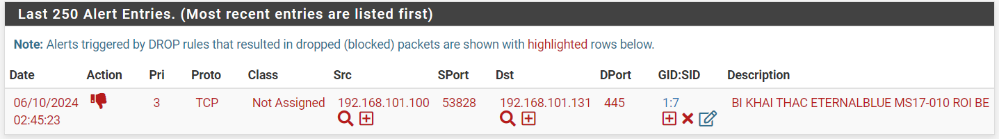 Last 250 Alert Entries. (Most recent entries are listed first)
Note: Alerts triggered by DROP rules that resulted in dropped (blocked) packets are shown with highlighted rows below.
Date Action Pri Proto Class Src SPort Dst DPort GID:SID Description
06/10/2024 3 TCP Not Assigned 192.168.101.100 53828 192.168.101.131 445 1:7 BI KHAI THAC ETERNALBLUE MS17-010 ROI BE
02:45:23